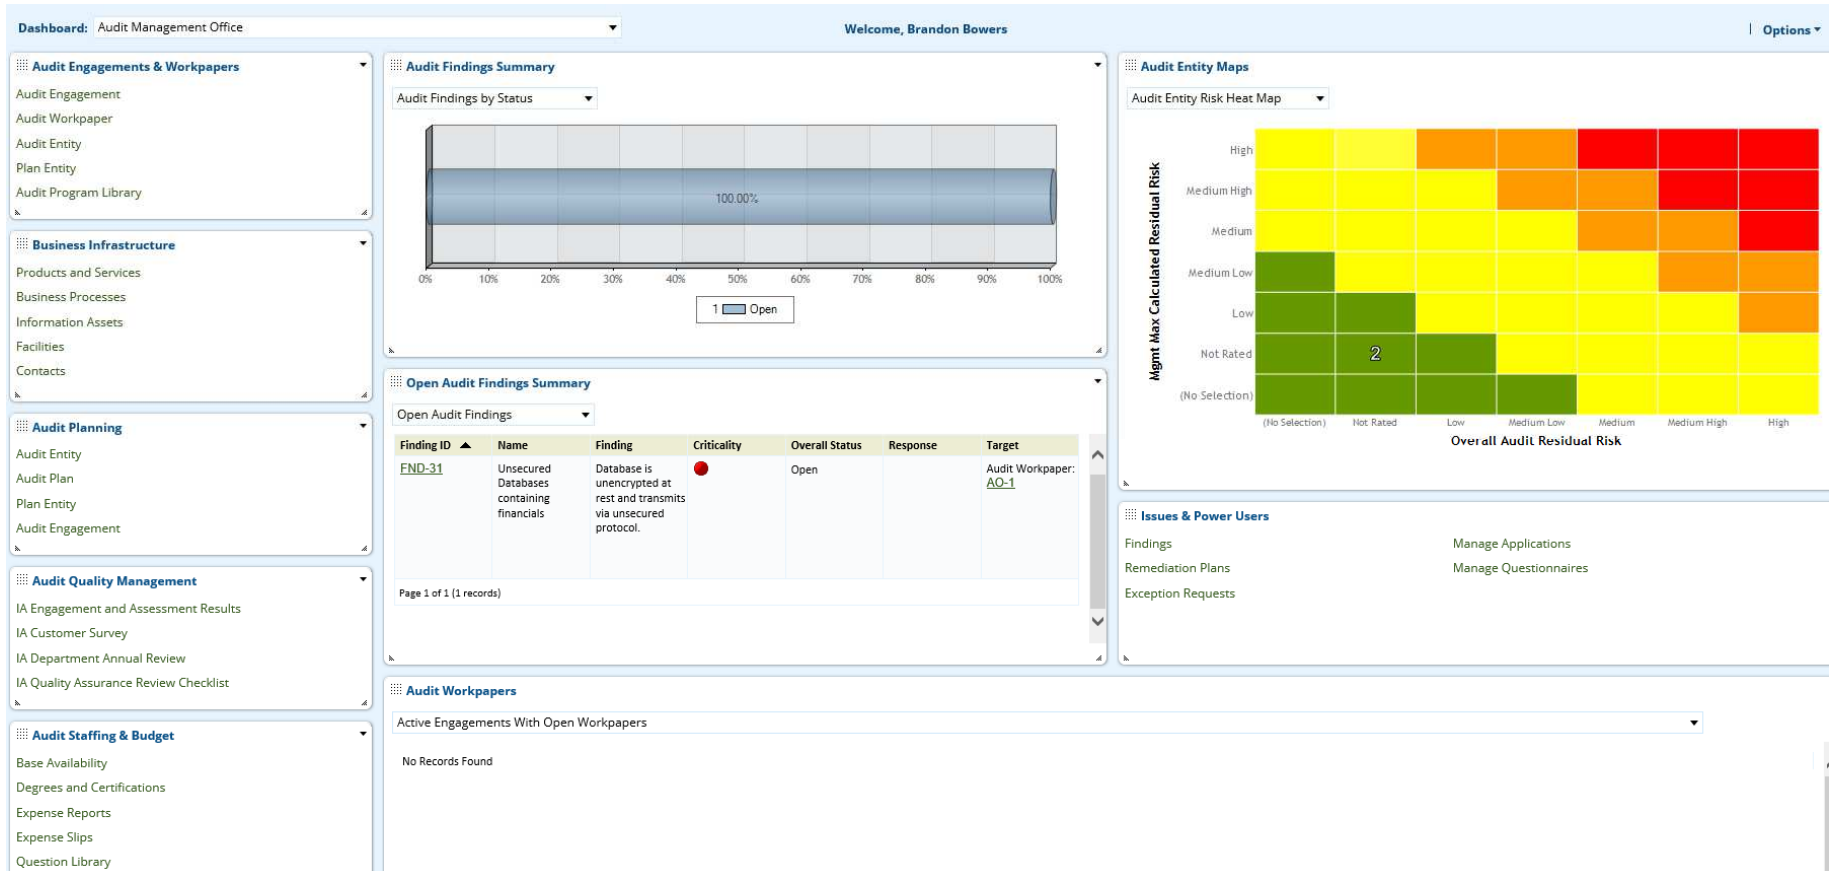 Dashboard: Audit Management Office
Welcome, Brandon Bowers
| Options
Audit Engagements & Workpapers
Audit Engagement
Audit Workpaper
Audit Entity
Plan Entity
Audit Program Library
Business Infrastructure
Products and Services
Business Processes
Information Assets
Facilities
Contacts
Audit Planning
Audit Entity
Audit Plan
Plan Entity
Audit Engagement
Audit Quality Management
IA Engagement and Assessment Results
IA Customer Survey
IA Department Annual Review
IA Quality Assurance Review Checklist
Audit Staffing & Budget
Base Availability
Degrees and Certifications
Expense Reports
Expense Slips
Question Library
Audit Findings Summary
Audit Findings by Status
100.00%
0% 10% 20% 30% 40% 50% 60% 70% 80% 90% 100%
1 Open
Open Audit Findings Summary
Open Audit Findings
Finding ID Name Finding Criticality Overall Status Response Target
FND-31
Unsecured
Databases
containing
financials
Database is
unencrypted at
rest and transmits
via unsecured
protocol.
Open
Audit Workpaper:
AO-1
Page 1 of 1 (1 records)
Audit Workpapers
Active Engagements With Open Workpapers
No Records Found
Audit Entity Maps
Audit Entity Risk Heat Map
Mgmt Max Calculated Residual Risk
High
Medium High
Medium
Medium Low
Low
Not Rated
2
(No Selection)
(No Selection) Not Rated Low Medium Low Medium Medium High High
Overall Audit Residual Risk
Issues & Power Users
Findings
Remediation Plans
Exception Requests
Manage Applications
Manage Questionnaires